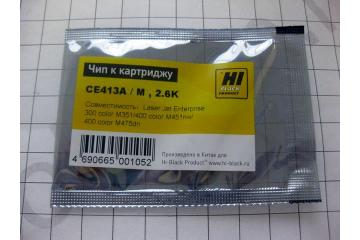 Чип к картриджу
HI
BLACK
PRODUCT
CE413A / M , 2.6K
Совместимость: Laser Jet Enterprise
300 color M351/400 color M451nw/
400 color M475dn
4 690665 001052
Произведено в Китае для
Hi-Black Product™ www.hi-black.ru